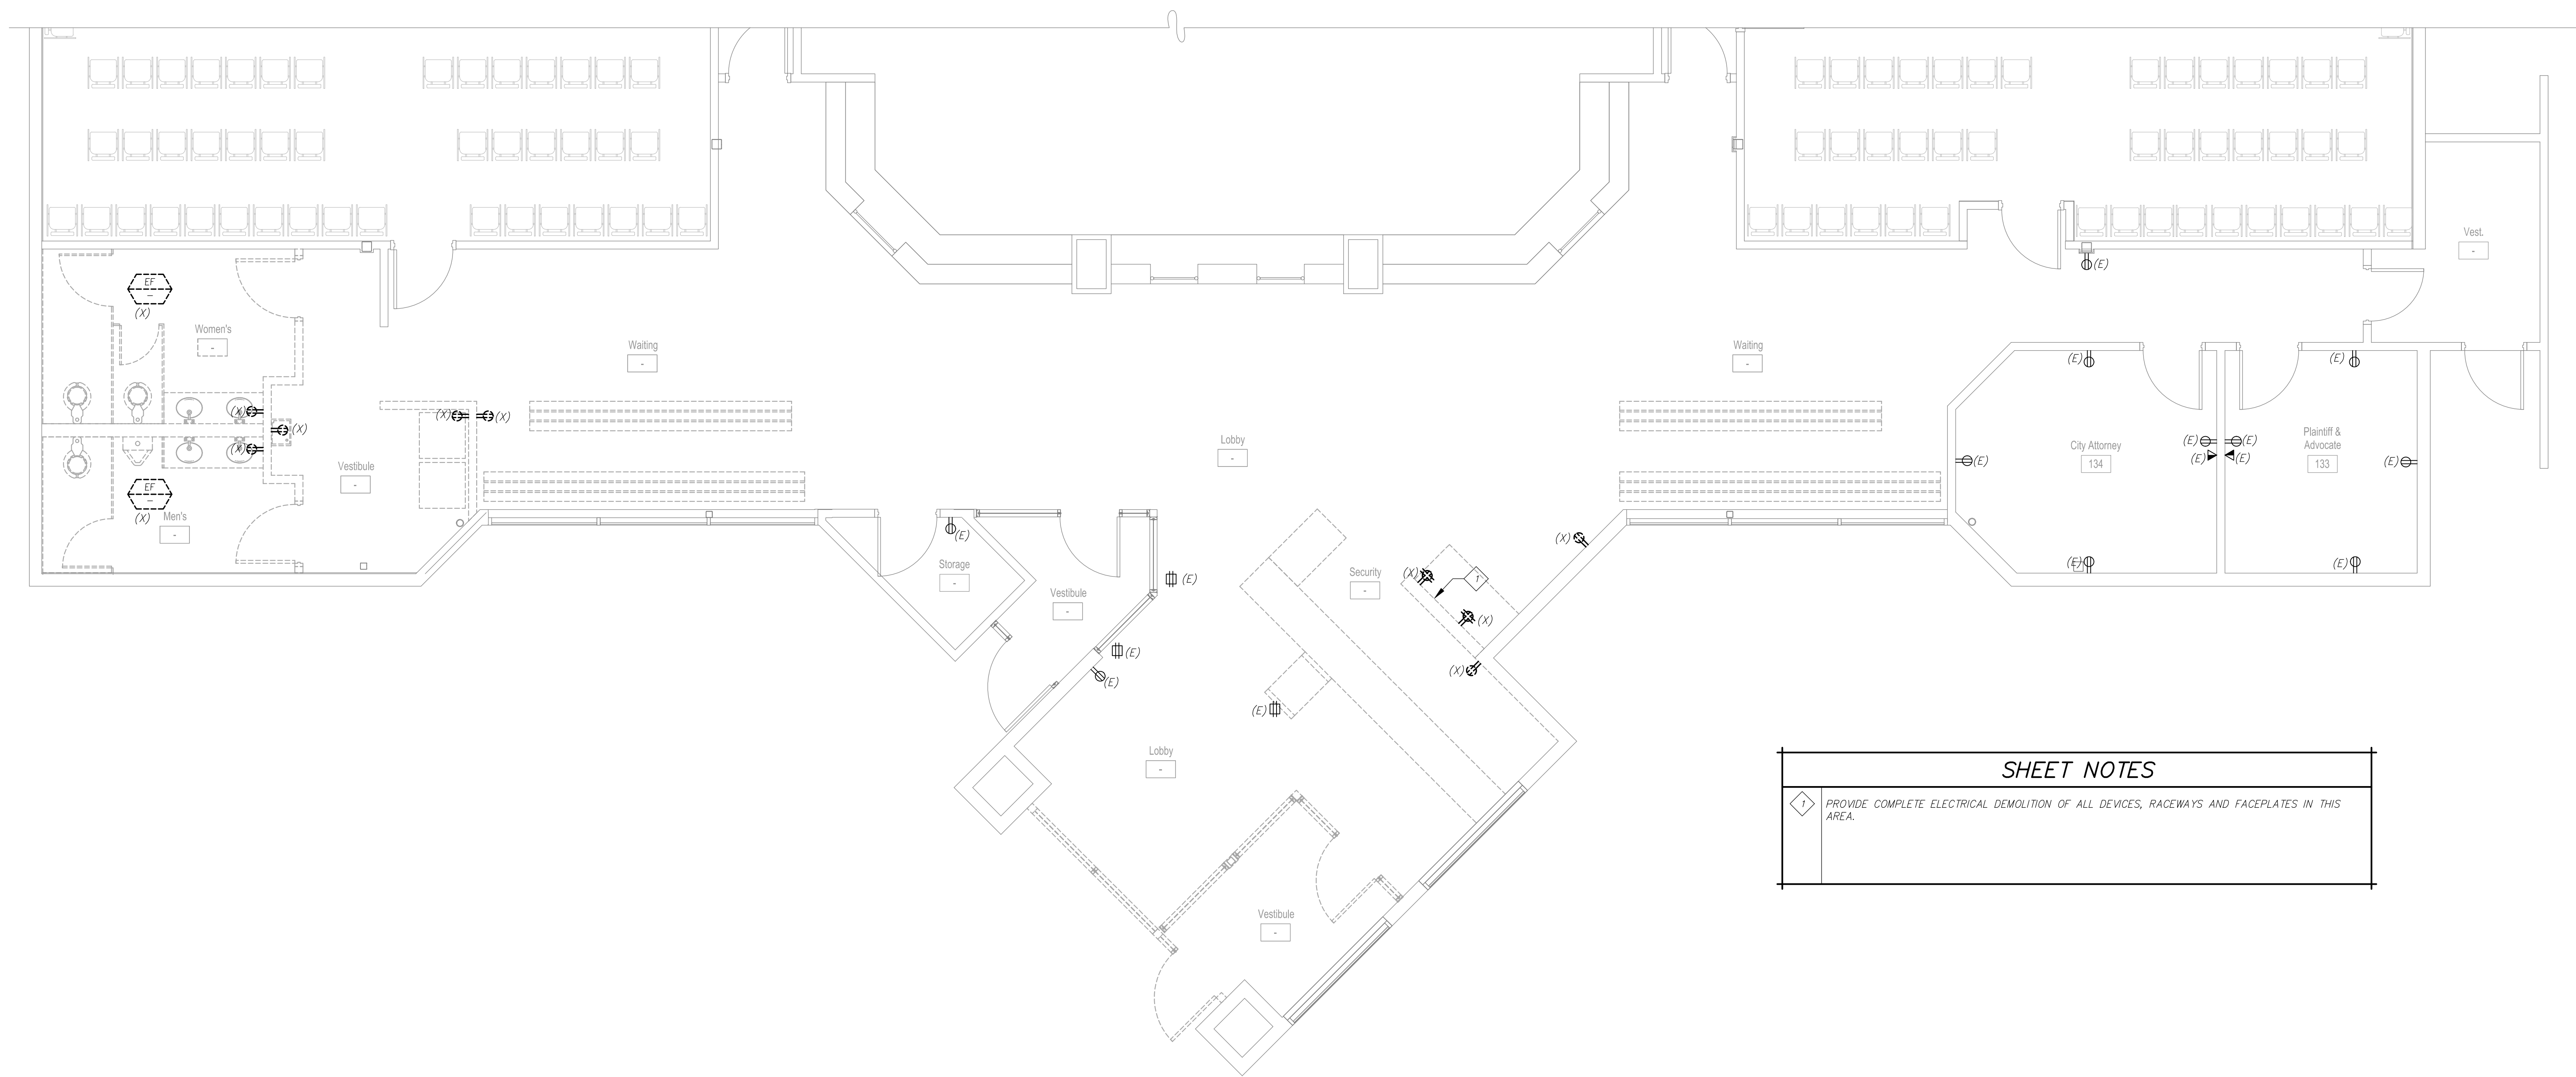 Vest.
-
(E)
EF
-
(X)
Women's
-
Waiting
-
Waiting
-
(E)
(E)
(X)
(X)
(X)
(X)
(X)
Lobby
-
City Attorney
134
Plaintiff &
Advocate
133
(E)
(E)
(E)
(E)
(E)
(E)
Vestibule
-
EF
-
(X)
Men's
-
(E)
(X)
Storage
-
Vestibule
-
(E)
Security
-
(X)
1
(X)
(E)
(E)
(E)
(E)
(X)
(E)
Lobby
-
Vestibule
-
SHEET NOTES
1 PROVIDE COMPLETE ELECTRICAL DEMOLITION OF ALL DEVICES, RACEWAYS AND FACEPLATES IN THIS
AREA.